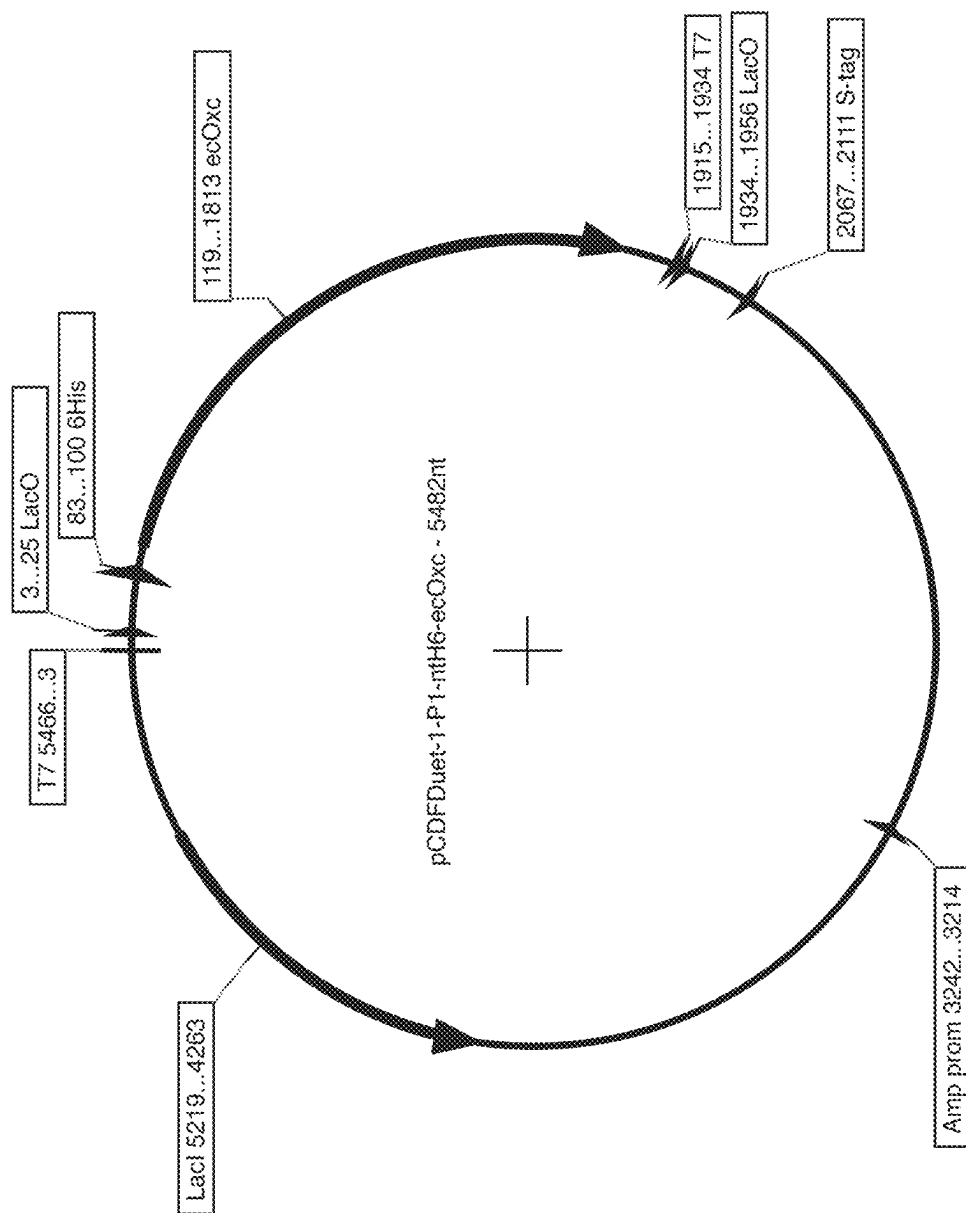 T7 5466...3
3...25 LacO
83...100 6His
119...1813 ecOxc
1915...1934 T7
1934...1956 LacO
2067...2111 S-tag
Amp prom 3242...3214
LacI 5219...4263
pCDFDuet-1-P1-ntH6-ecOxc - 5482nt